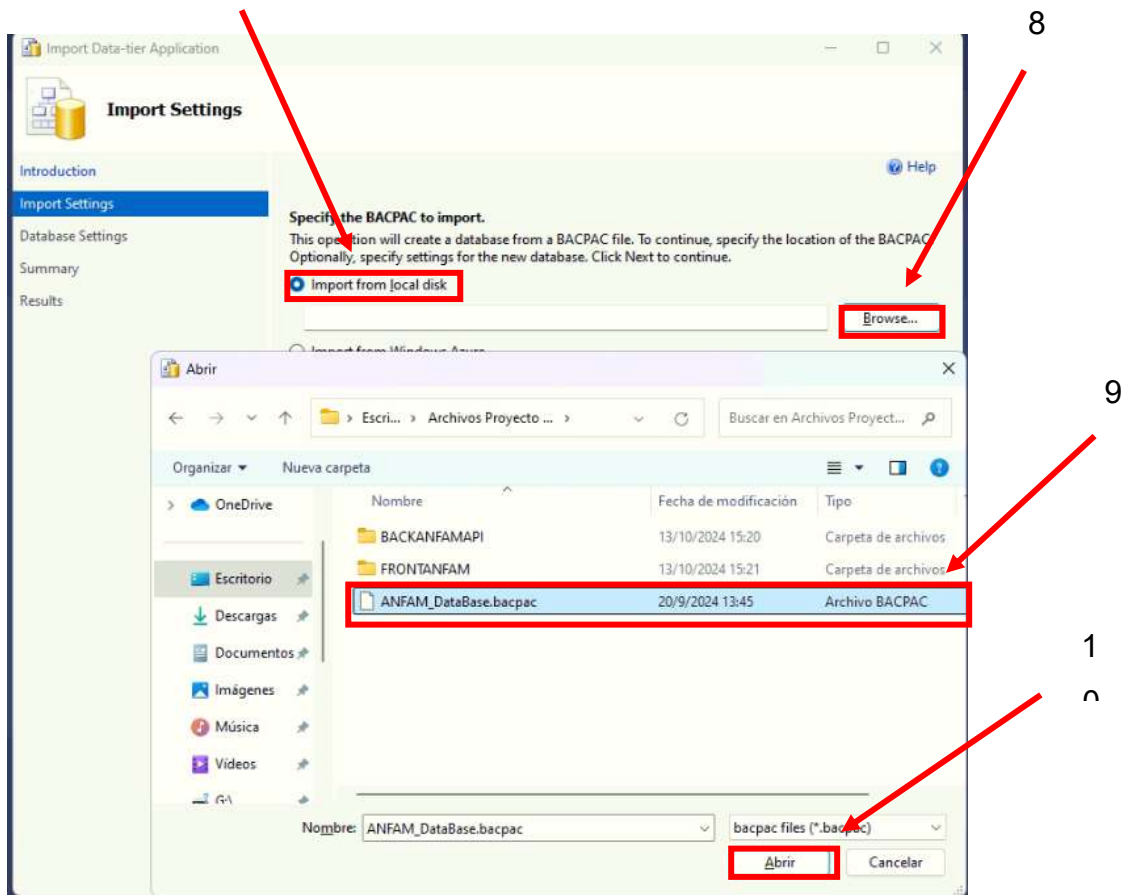 8
Import Data-tier Application
Import Settings
Help
Introduction
Import Settings
Database Settings
Summary
Results
Specify the BACPAC to import.
This operation will create a database from a BACPAC file. To continue, specify the location of the BACPAC.
Optionally, specify settings for the new database. Click Next to continue.
Import from local disk
Browse...
Import from Windows Azure
Abrir
9
Escri... > Archivos Proyecto ... >
Buscar en Archivos Proyect...
Organizar
Nueva carpeta
Nombre
Fecha de modificación
Tipo
OneDrive
Escritorio
Descargas
Documentos
Imágenes
Música
Vídeos
G:\
BACKANFAMAPI 13/10/2024 15:20 Carpeta de archivos
FRONTANFAM 13/10/2024 15:21 Carpeta de archivos
ANFAM_DataBase.bacpac 20/9/2024 13:45 Archivo BACPAC
1
0
Nombre: ANFAM_DataBase.bacpac
bacpac files (*.bacpac)
Abrir
Cancelar